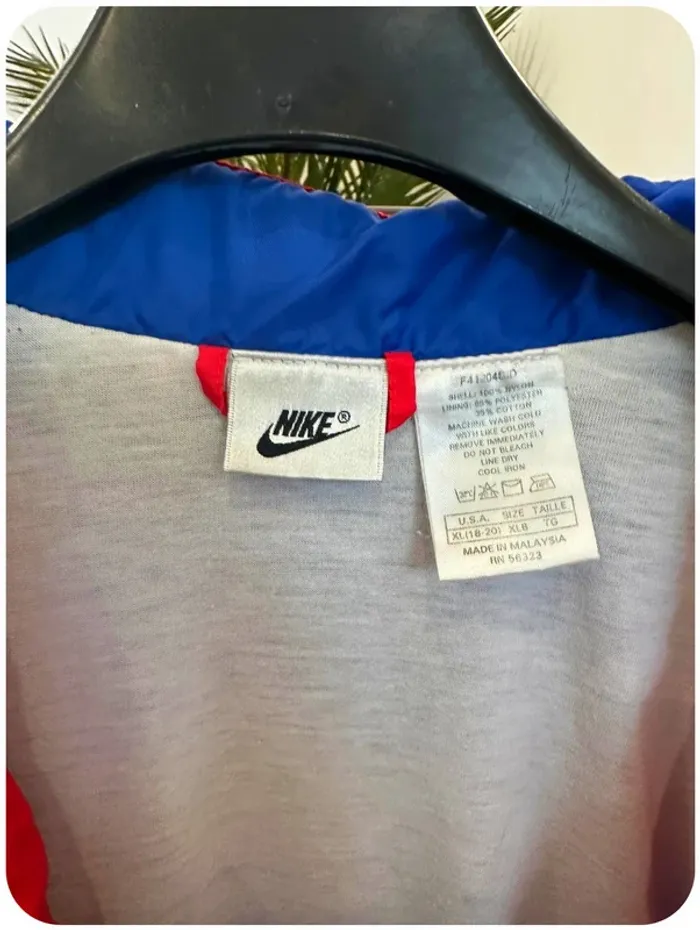 NIKE®
SHELL: 100% NYLON
LINING: 65% POLYESTER
35% COTTON
MACHINE WASH COLD
WITH LIKE COLORS
REMOVE IMMEDIATELY
DO NOT BLEACH
LINE DRY
COOL IRON
U.S.A. SIZE TAILLE
XL(18-20) XLB TG
MADE IN MALAYSIA
RN 56323